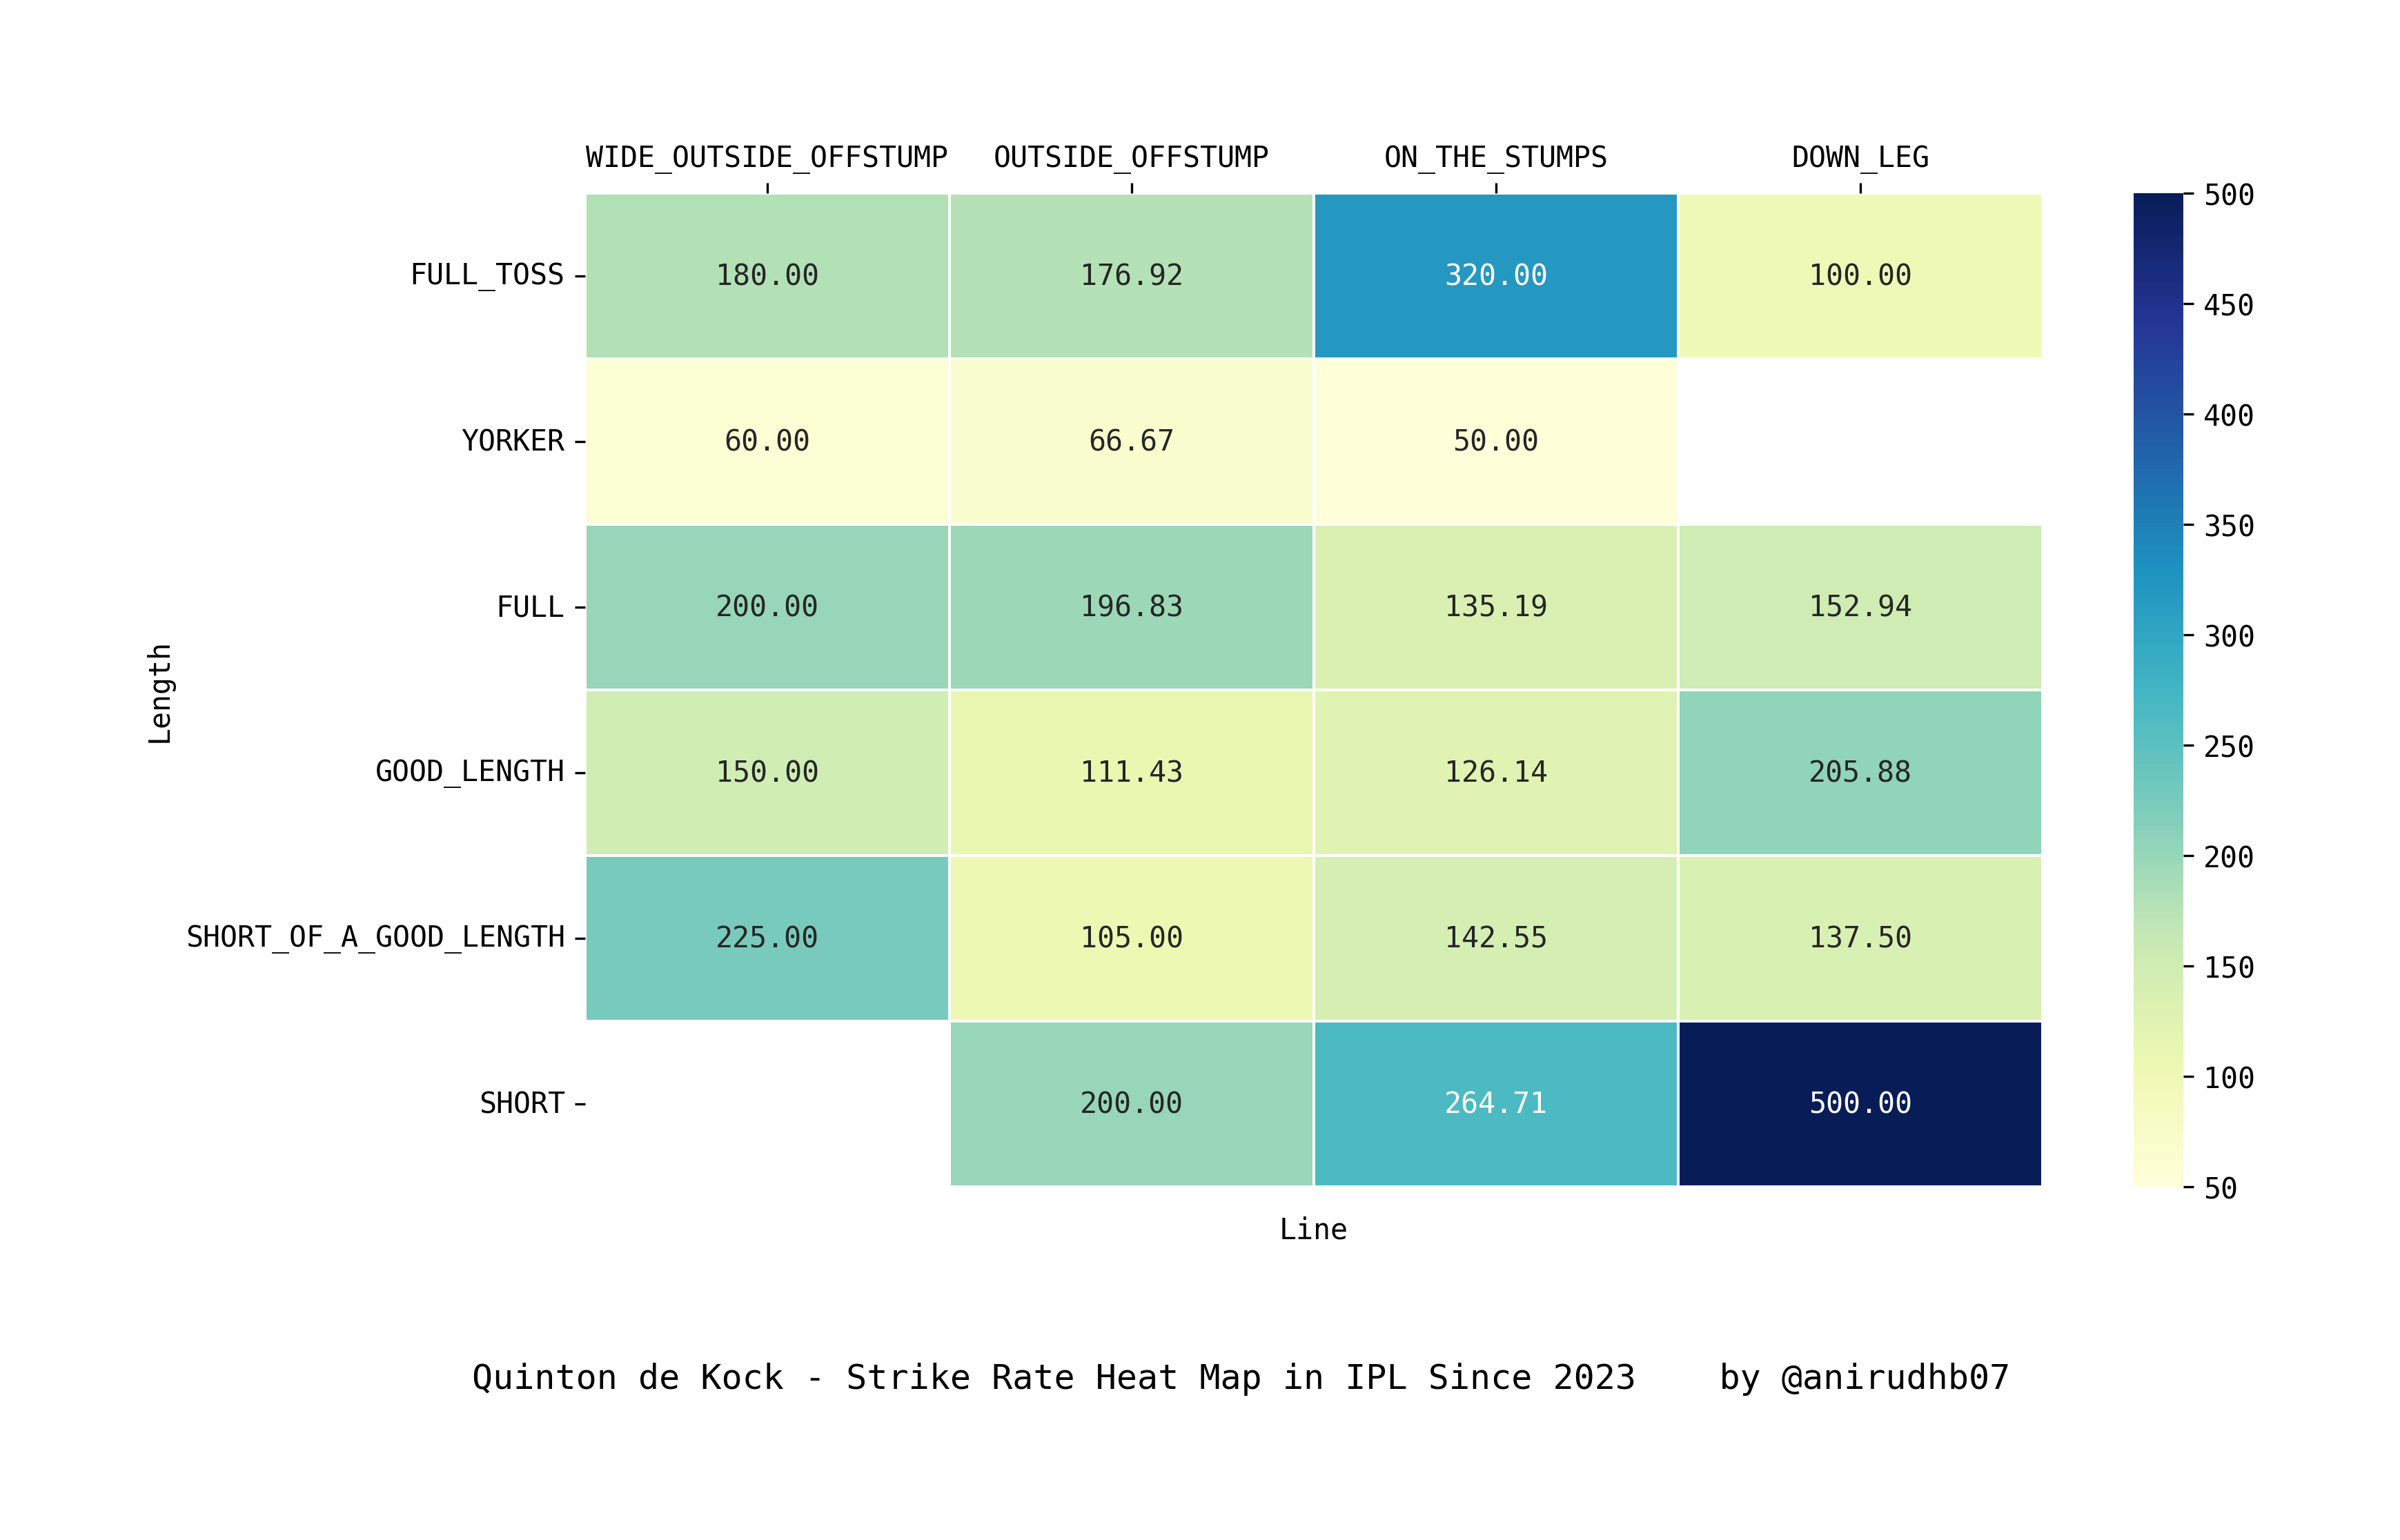 WIDE_OUTSIDE_OFFSTUMP OUTSIDE_OFFSTUMP ON_THE_STUMPS DOWN_LEG
FULL_TOSS 180.00 176.92 320.00 100.00
YORKER 60.00 66.67 50.00
FULL 200.00 196.83 135.19 152.94
GOOD_LENGTH 150.00 111.43 126.14 205.88
SHORT_OF_A_GOOD_LENGTH 225.00 105.00 142.55 137.50
SHORT 200.00 264.71 500.00
Length
Line
500
450
400
350
300
250
200
150
100
50
Quinton de Kock - Strike Rate Heat Map in IPL Since 2023 by @anirudhb07